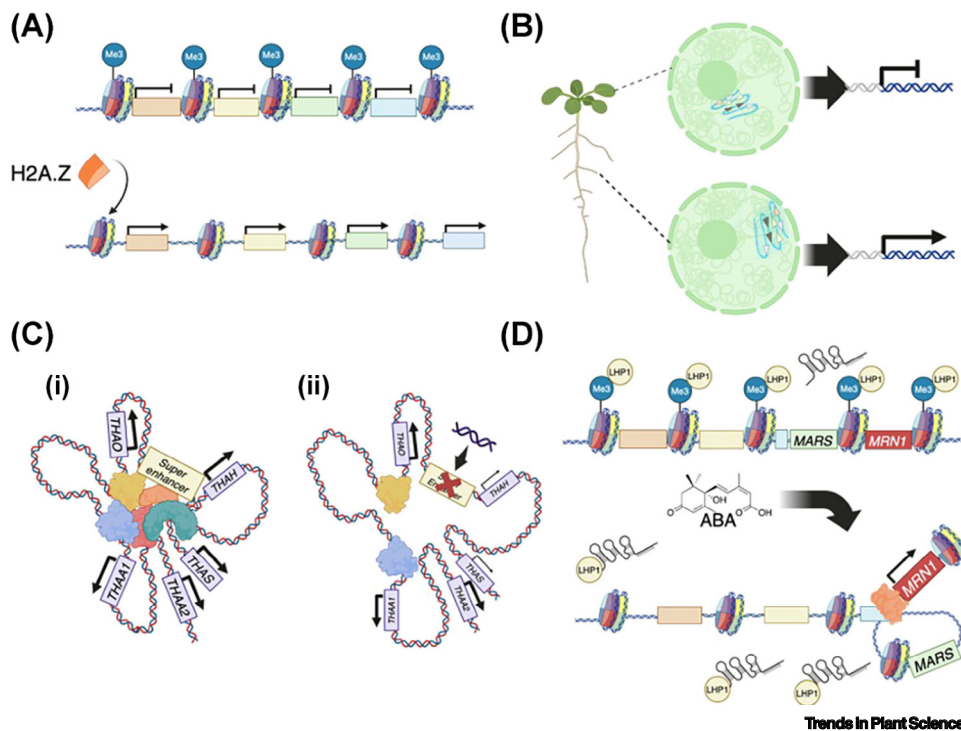 (A)
Me3 Me3 Me3 Me3 Me3
H2A.Z
(B)
(C)
(i)
THAO
Super
enhancer
THAH
THAA1
THAA2
THAS
(ii)
THAO
THAH
THAS
THAA1
THAA2
(D)
LHP1 LHP1 LHP1 LHP1 LHP1
Me3 Me3 Me3 Me3 Me3
MARS MRN1
OH
O OH
O
ABA
LHP1
MRN1
MARS
LHP1 LHP1
Trends in Plant Science